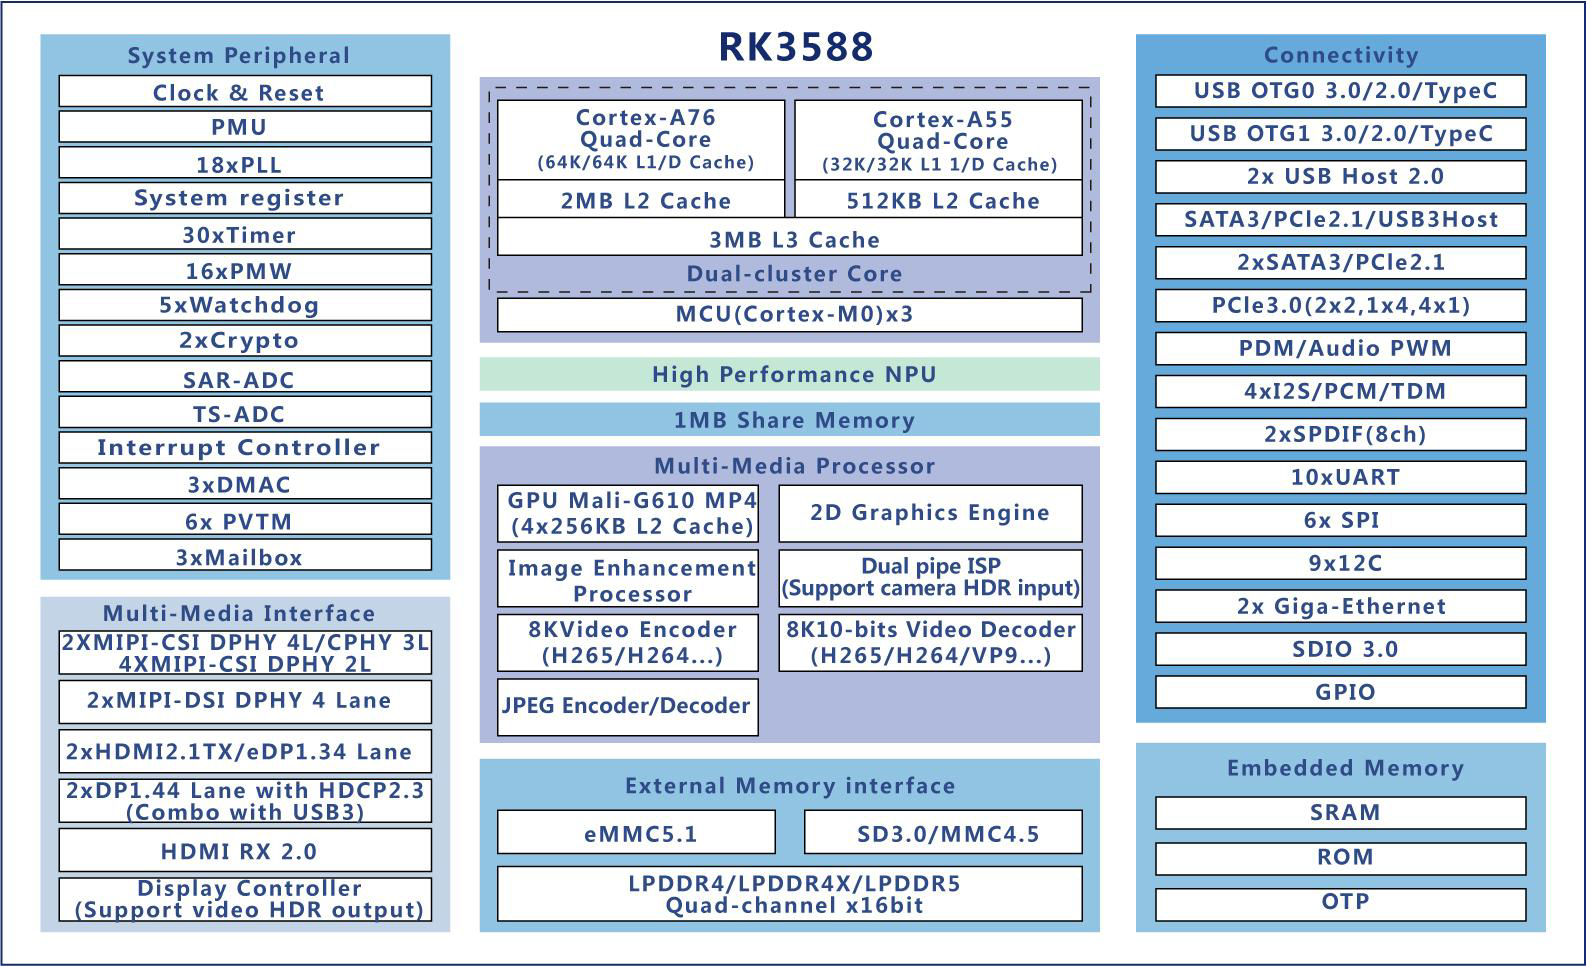 RK3588
System Peripheral
Clock & Reset
PMU
18xPLL
System register
30xTimer
16xPMW
5xWatchdog
2xCrypto
SAR-ADC
TS-ADC
Interrupt Controller
3xDMAC
6x PVTM
3xMailbox
Multi-Media Interface
2XMIPI-CSI DPHY 4L/CPHY 3L
4XMIPI-CSI DPHY 2L
2xMIPI-DSI DPHY 4 Lane
2xHDMI2.1TX/eDP1.34 Lane
2xDP1.44 Lane with HDCP2.3
(Combo with USB3)
HDMI RX 2.0
Display Controller
(Support video HDR output)
Cortex-A76
Quad-Core
(64K/64K L1/D Cache)
2MB L2 Cache
Cortex-A55
Quad-Core
(32K/32K L1 1/D Cache)
512KB L2 Cache
3MB L3 Cache
Dual-cluster Core
MCU(Cortex-M0)x3
High Performance NPU
1MB Share Memory
Multi-Media Processor
GPU Mali-G610 MP4
(4x256KB L2 Cache)
2D Graphics Engine
Image Enhancement
Processor
Dual pipe ISP
(Support camera HDR input)
8KVideo Encoder
(H265/H264...)
8K10-bits Video Decoder
(H265/H264/VP9...)
JPEG Encoder/Decoder
External Memory interface
eMMC5.1
SD3.0/MMC4.5
LPDDR4/LPDDR4X/LPDDR5
Quad-channel x16bit
Connectivity
USB OTG0 3.0/2.0/TypeC
USB OTG1 3.0/2.0/TypeC
2x USB Host 2.0
SATA3/PCle2.1/USB3Host
2xSATA3/PCle2.1
PCle3.0(2x2,1x4,4x1)
PDM/Audio PWM
4xI2S/PCM/TDM
2xSPDIF(8ch)
10xUART
6x SPI
9x12C
2x Giga-Ethernet
SDIO 3.0
GPIO
Embedded Memory
SRAM
ROM
OTP